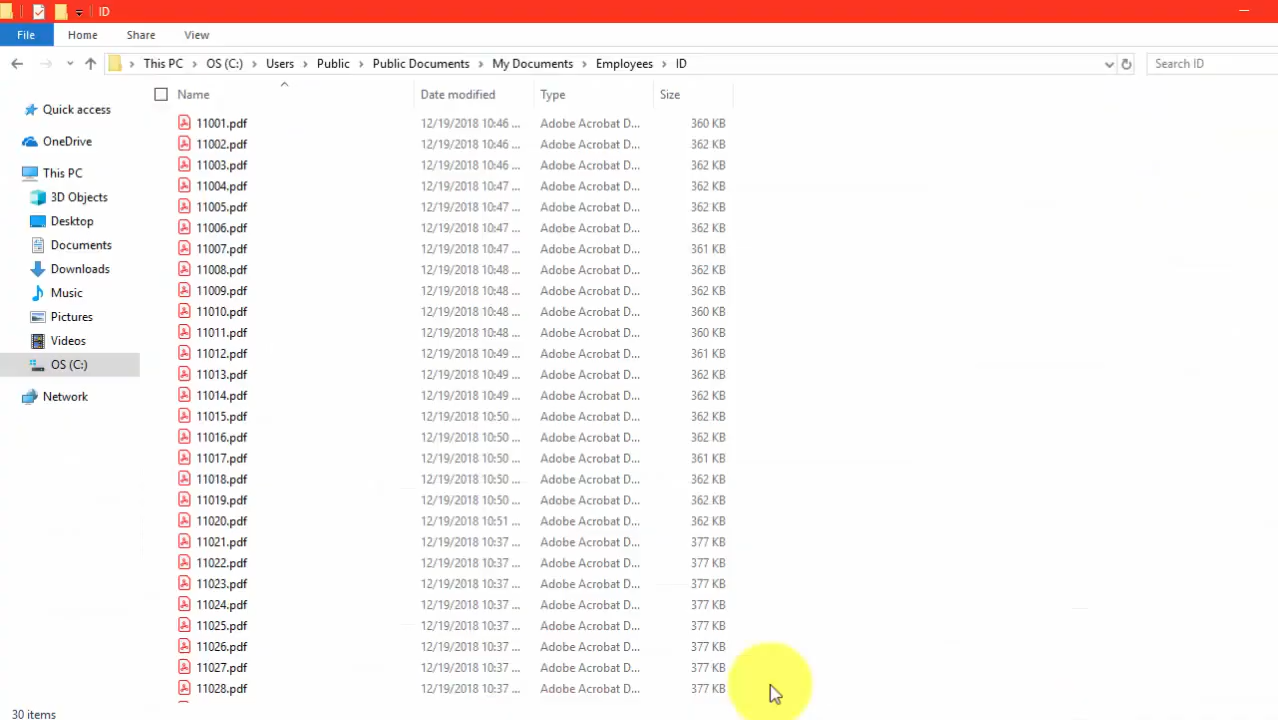 ID
File Home Share View
This PC OS (C:) Users Public Public Documents My Documents Employees ID Search ID
Name Date modified Type Size
Quick access
OneDrive
This PC
3D Objects
Desktop
Documents
Downloads
Music
Pictures
Videos
OS (C:)
Network
11001.pdf 12/19/2018 10:46 ... Adobe Acrobat D... 360 KB
11002.pdf 12/19/2018 10:46 ... Adobe Acrobat D... 362 KB
11003.pdf 12/19/2018 10:46 ... Adobe Acrobat D... 362 KB
11004.pdf 12/19/2018 10:47 ... Adobe Acrobat D... 362 KB
11005.pdf 12/19/2018 10:47 ... Adobe Acrobat D... 362 KB
11006.pdf 12/19/2018 10:47 ... Adobe Acrobat D... 362 KB
11007.pdf 12/19/2018 10:47 ... Adobe Acrobat D... 361 KB
11008.pdf 12/19/2018 10:48 ... Adobe Acrobat D... 362 KB
11009.pdf 12/19/2018 10:48 ... Adobe Acrobat D... 362 KB
11010.pdf 12/19/2018 10:48 ... Adobe Acrobat D... 360 KB
11011.pdf 12/19/2018 10:48 ... Adobe Acrobat D... 360 KB
11012.pdf 12/19/2018 10:49 ... Adobe Acrobat D... 361 KB
11013.pdf 12/19/2018 10:49 ... Adobe Acrobat D... 362 KB
11014.pdf 12/19/2018 10:49 ... Adobe Acrobat D... 362 KB
11015.pdf 12/19/2018 10:50 ... Adobe Acrobat D... 362 KB
11016.pdf 12/19/2018 10:50 ... Adobe Acrobat D... 362 KB
11017.pdf 12/19/2018 10:50 ... Adobe Acrobat D... 361 KB
11018.pdf 12/19/2018 10:50 ... Adobe Acrobat D... 362 KB
11019.pdf 12/19/2018 10:50 ... Adobe Acrobat D... 362 KB
11020.pdf 12/19/2018 10:51 ... Adobe Acrobat D... 362 KB
11021.pdf 12/19/2018 10:37 ... Adobe Acrobat D... 377 KB
11022.pdf 12/19/2018 10:37 ... Adobe Acrobat D... 377 KB
11023.pdf 12/19/2018 10:37 ... Adobe Acrobat D... 377 KB
11024.pdf 12/19/2018 10:37 ... Adobe Acrobat D... 377 KB
11025.pdf 12/19/2018 10:37 ... Adobe Acrobat D... 377 KB
11026.pdf 12/19/2018 10:37 ... Adobe Acrobat D... 377 KB
11027.pdf 12/19/2018 10:37 ... Adobe Acrobat D... 377 KB
11028.pdf 12/19/2018 10:37 ... Adobe Acrobat D... 377 KB
30 items